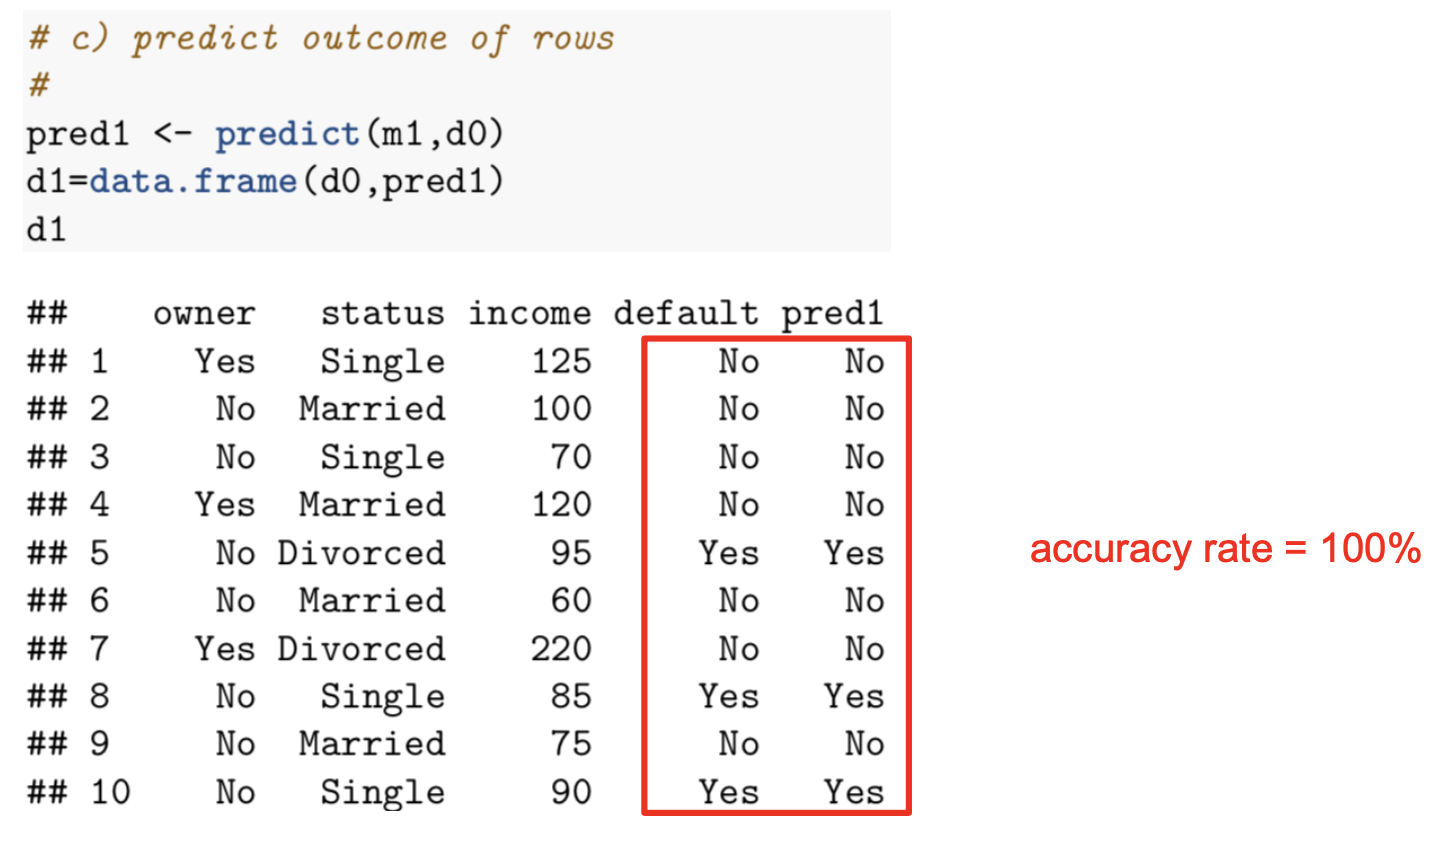 # c) predict outcome of rows
#
pred1 <- predict(m1,d0)
d1=data.frame(d0,pred1)
d1
##      owner   status income default pred1
## 1    Yes   Single    125      No    No
## 2     No  Married    100      No    No
## 3     No   Single     70      No    No
## 4    Yes  Married    120      No    No
## 5     No Divorced     95     Yes   Yes
## 6     No  Married     60      No    No
## 7    Yes Divorced    220      No    No
## 8     No   Single     85     Yes   Yes
## 9     No  Married     75      No    No
## 10    No   Single     90     Yes   Yes
accuracy rate = 100%